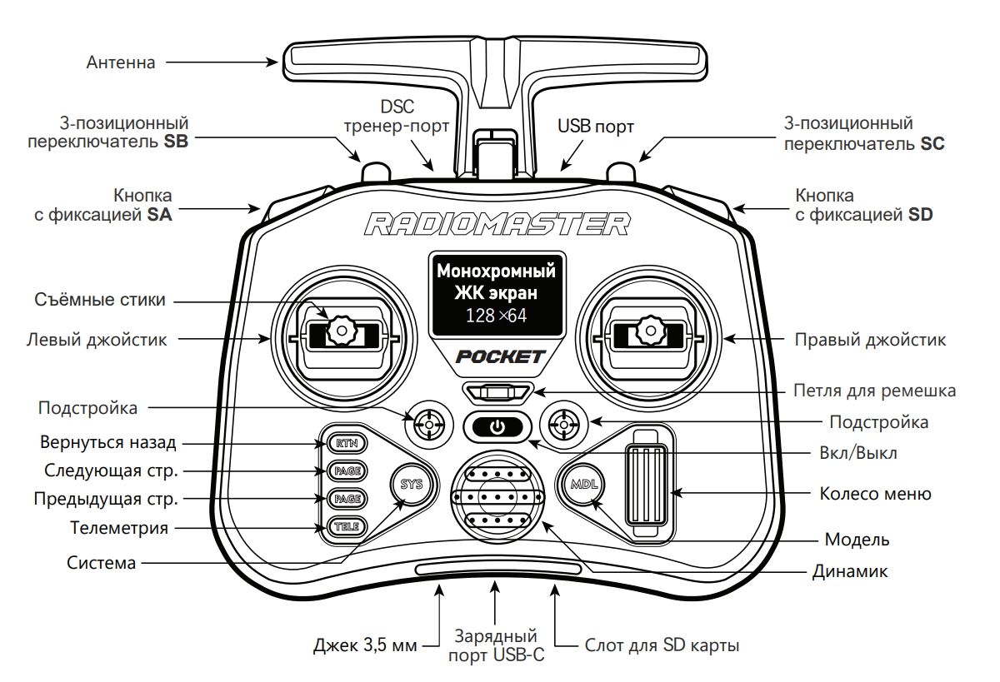 Антенна
DSC
тренер-порт
USB порт
3-позиционный
переключатель SB
3-позиционный
переключатель SC
Кнопка
с фиксацией SA
Кнопка
с фиксацией SD
RADIOMASTER
Монохромный
ЖК экран
128×64
POCKET
Съёмные стики
Левый джойстик
Правый джойстик
Петля для ремешка
Подстройка
Подстройка
Вернуться назад
RTN
Вкл/Выкл
Следующая стр.
PAGE
SYS
MDL
Колесо меню
Предыдущая стр.
PAGE
Телеметрия
TELE
Модель
Система
Динамик
Джек 3,5 мм
Зарядный
порт USB-C
Слот для SD карты